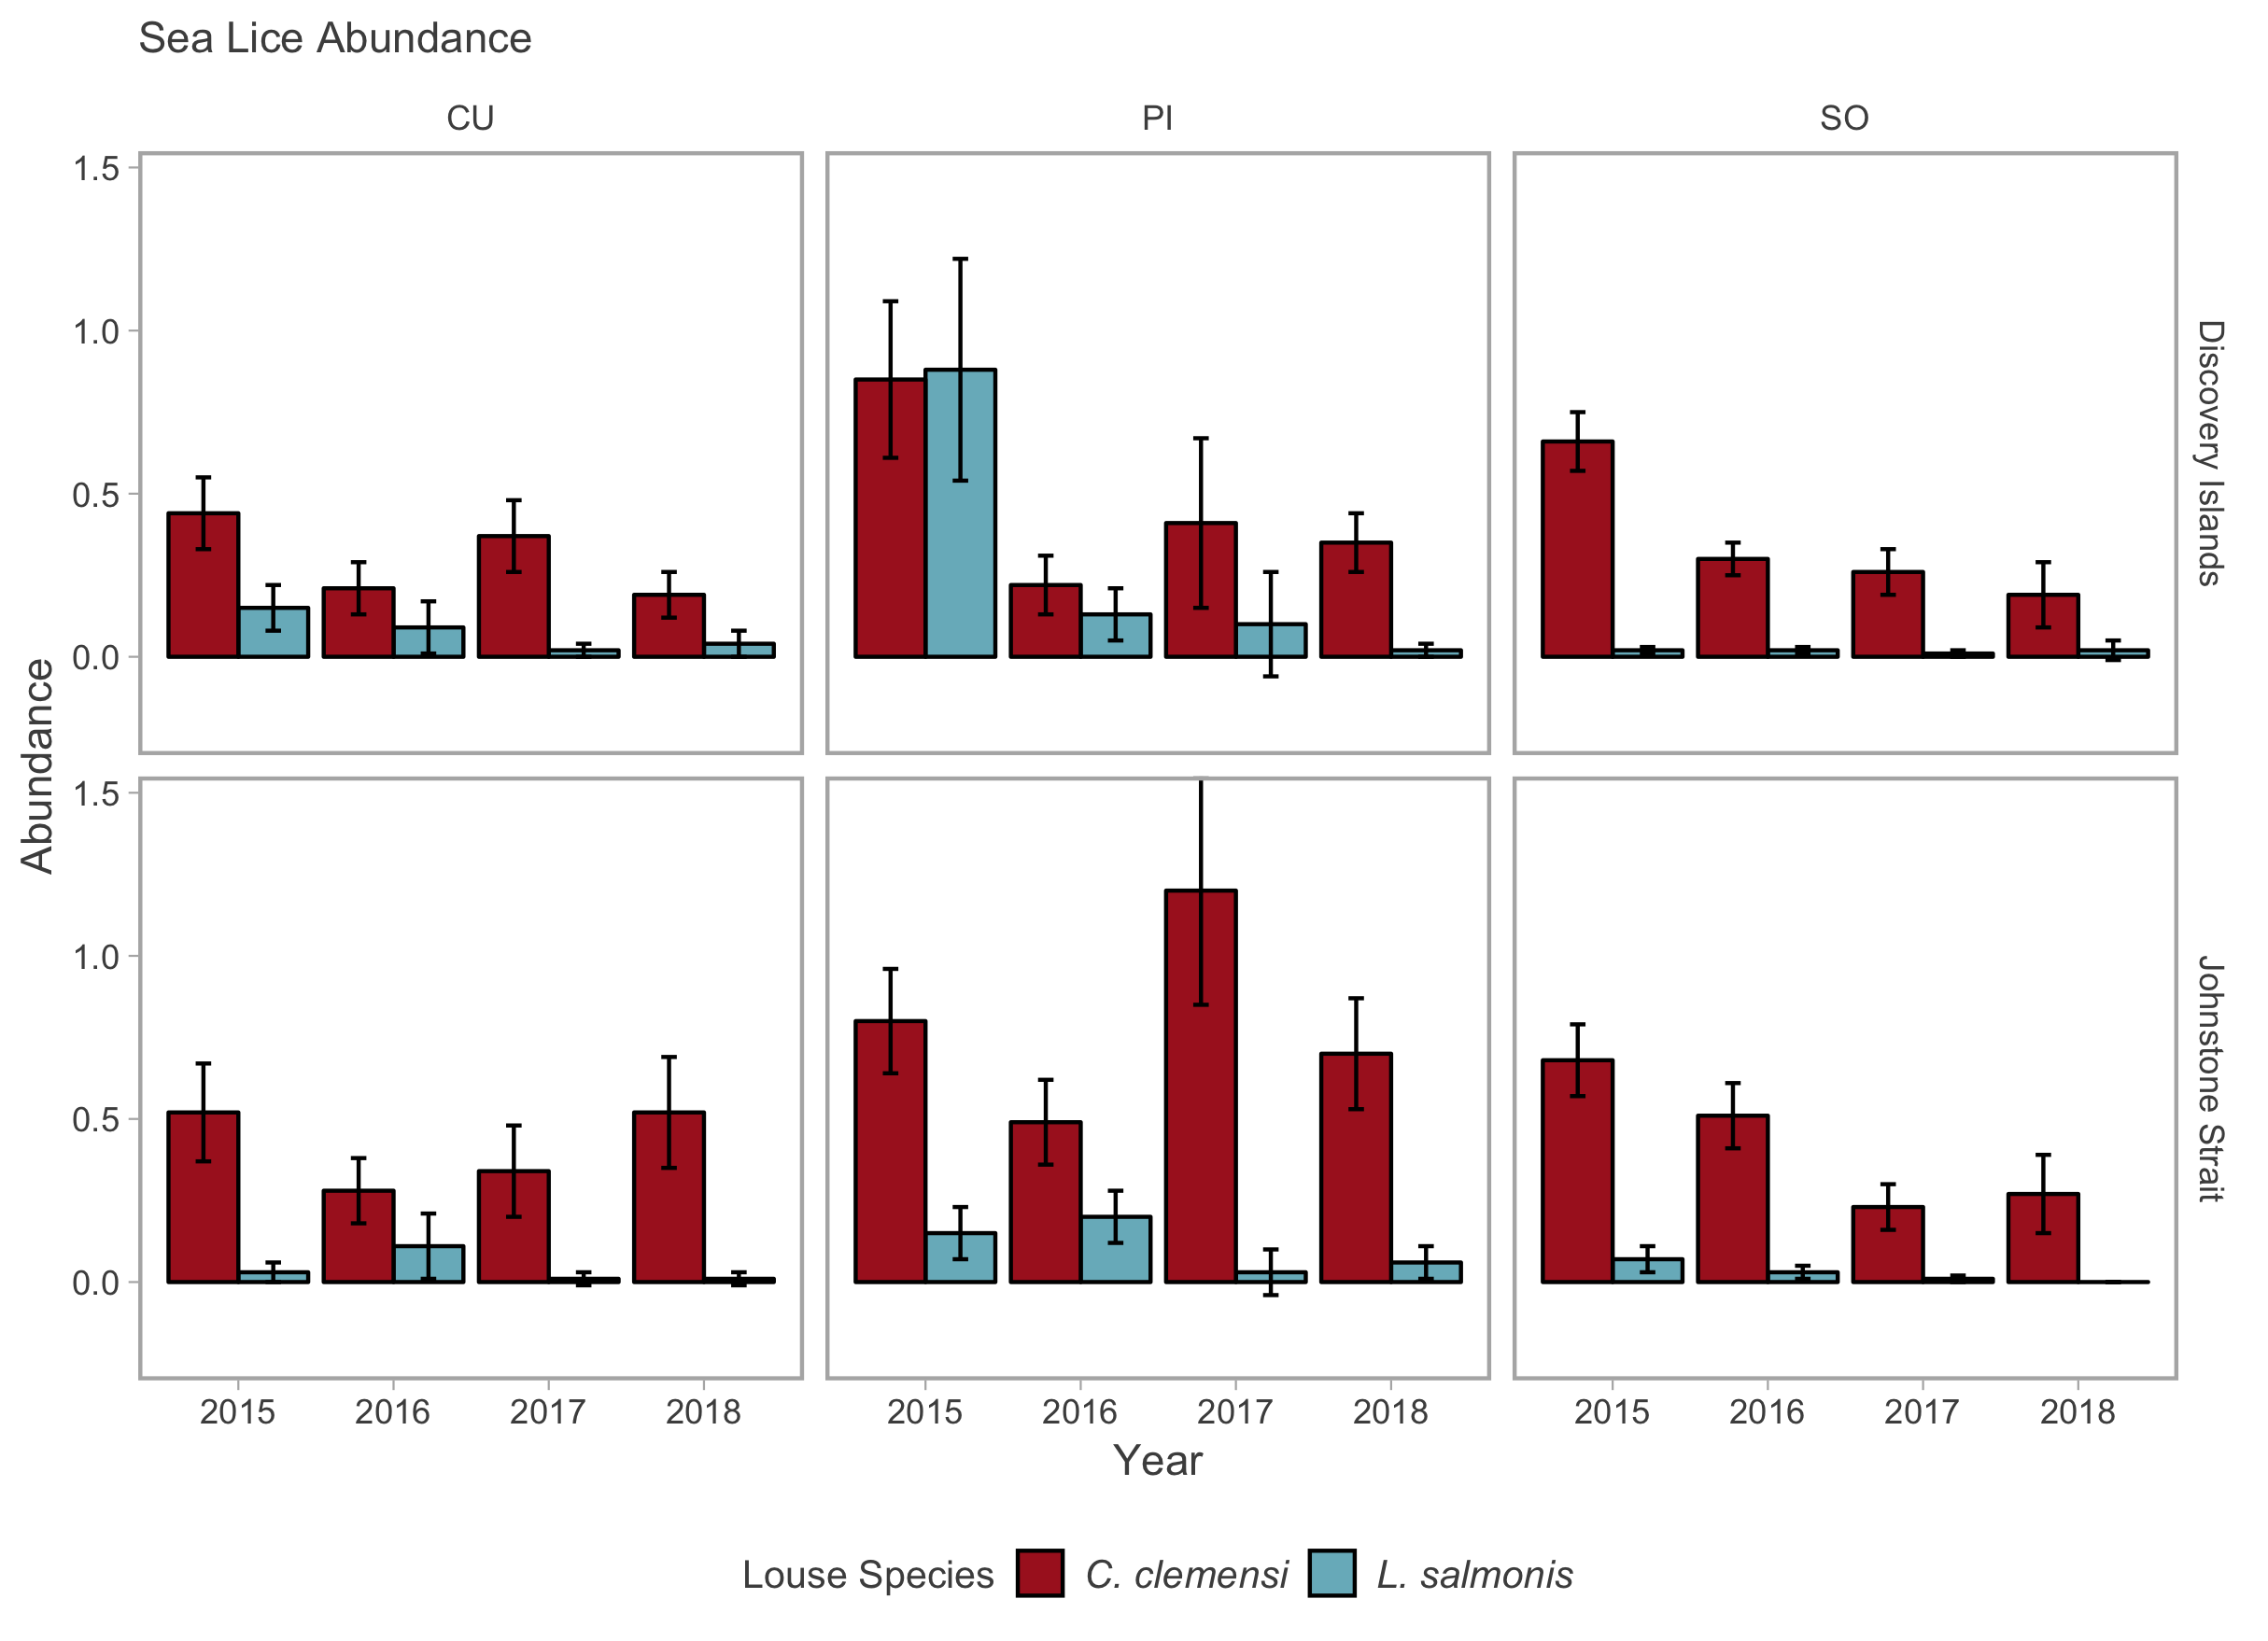 Sea Lice Abundance
CU PI SO
1.5
1.0
0.5
0.0
Discovery Islands
Abundance
1.5
1.0
0.5
0.0
Johnstone Strait
2015 2016 2017 2018 2015 2016 2017 2018 2015 2016 2017 2018
Year
Louse Species C. clemensi L. salmonis